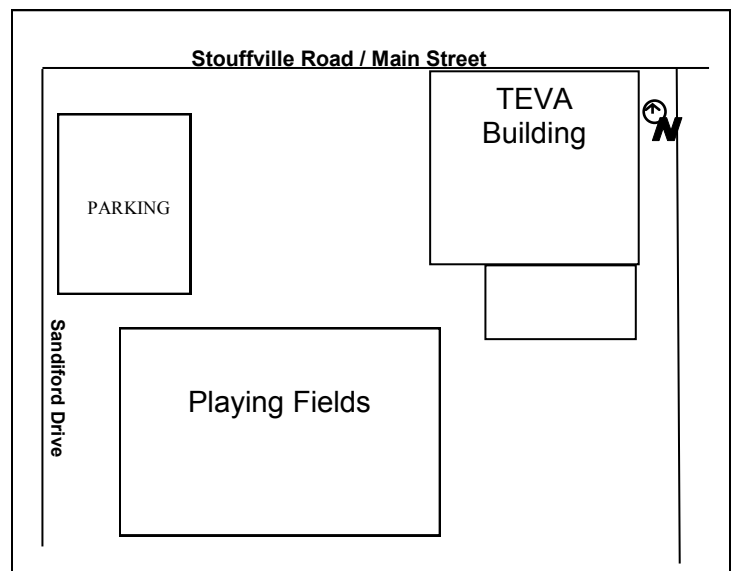 Stouffville Road / Main Street
TEVA
Building
N
PARKING
Sandiford Drive
Playing Fields